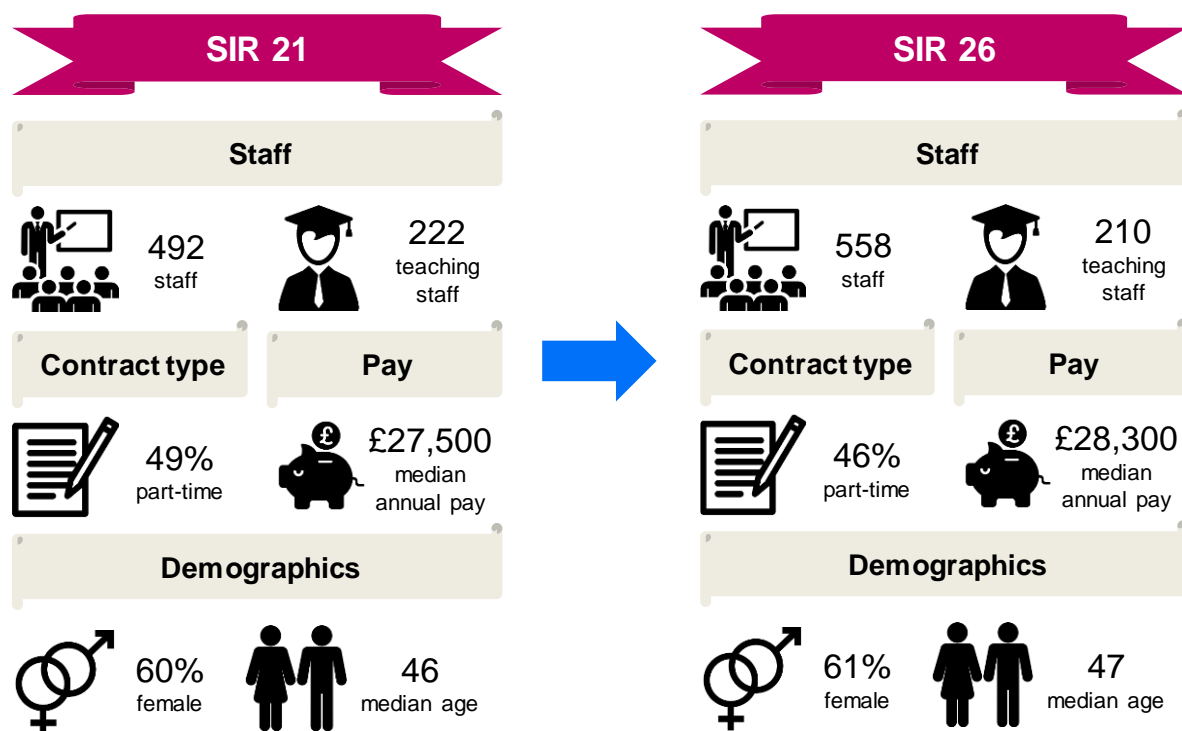 SIR 21
Staff
492
staff
222
teaching
staff
Contract type
Pay
49%
part-time
£
£27,500
median
annual pay
Demographics
60%
female
46
median age
SIR 26
Staff
558
staff
210
teaching
staff
Contract type
Pay
46%
part-time
£
£28,300
median
annual pay
Demographics
61%
female
47
median age